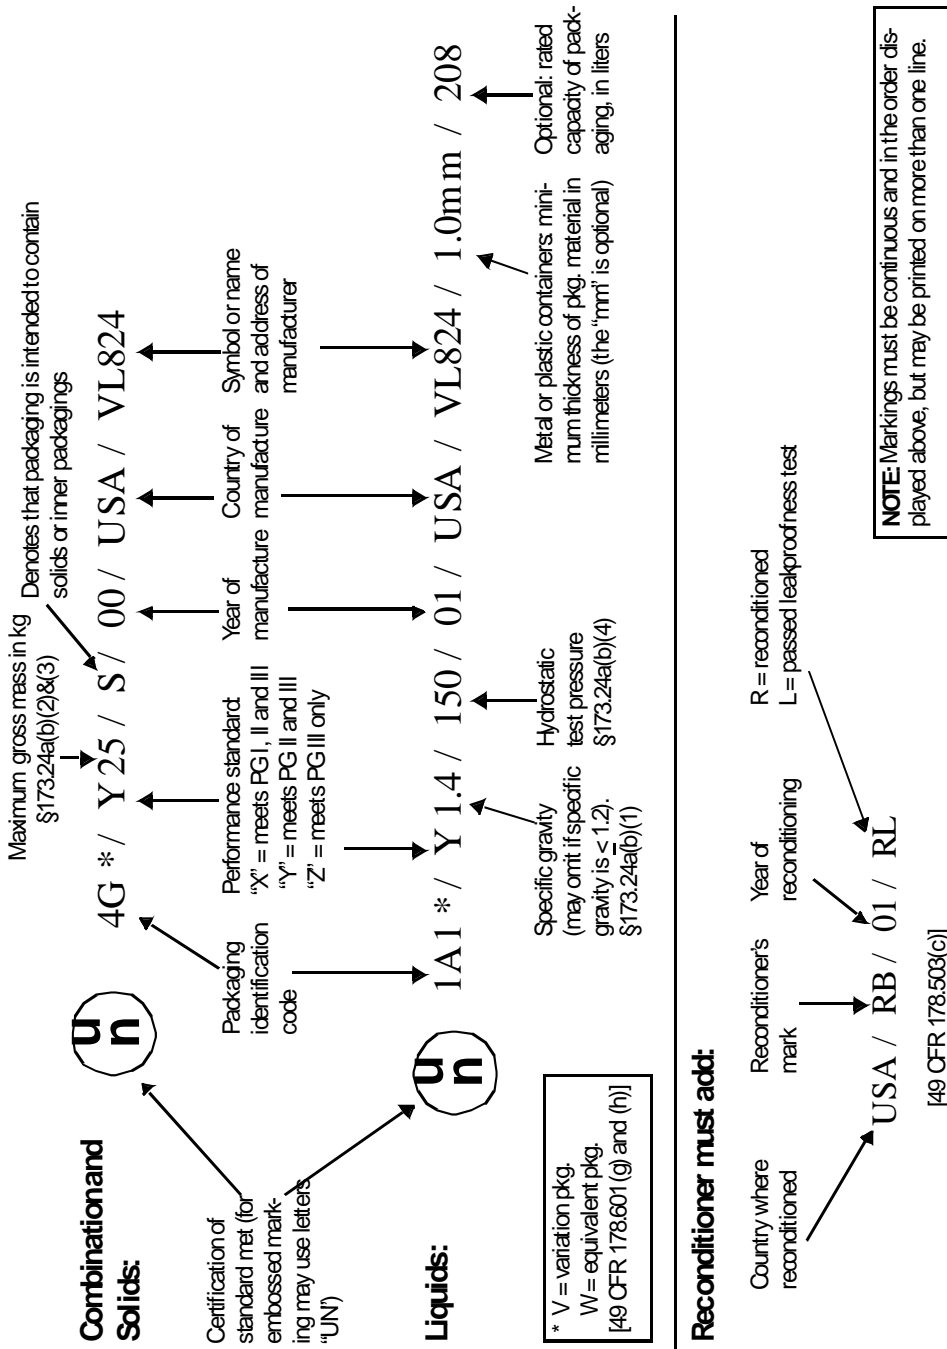 Combination and
Solids:
Maximum gross mass in kg
§173.24a(b)(2)&(3)
Denotes that packaging is intended to contain
solids or inner packagings
u
n
4G * / Y 25 / S / 00 / USA / VL824
Certification of
standard met (for
embossed mark-
ing may use letters
“UN’)
Packaging
identification
code
Performance standard:
“X” = meets PG I, II and III
“Y” = meets PG II and III
“Z’ = meets PG III only
Year of
manufacture
Country of
manufacture
Symbol or name
and address of
manufacturer
Liquids:
u
n
1A1 * / Y 1.4 / 150 / 01 / USA / VL824 / 1.0mm / 208
Specific gravity
(may omit if specific
gravity is < 1.2).
§173.24a(b)(1)
Hydrostatic
test pressure
§173.24a(b)(4)
Metal or plastic containers: mini-
mum thickness of pkg. material in
millimeters (the “mm” is optional)
Optional: rated
capacity of pack-
aging, in liters
* V = variation pkg.
W = equivalent pkg.
[49 CFR 178.601(g) and (h)]
Reconditioner must add:
Country where
reconditioned
Reconditioner’s
mark
Year of
reconditioning
R = reconditioned
L = passed leakproofness test
USA / RB / 01 / RL
[49 CFR 178.503(c)]
NOTE: Markings must be continuous and in the order dis-
played above, but may be printed on more than one line.